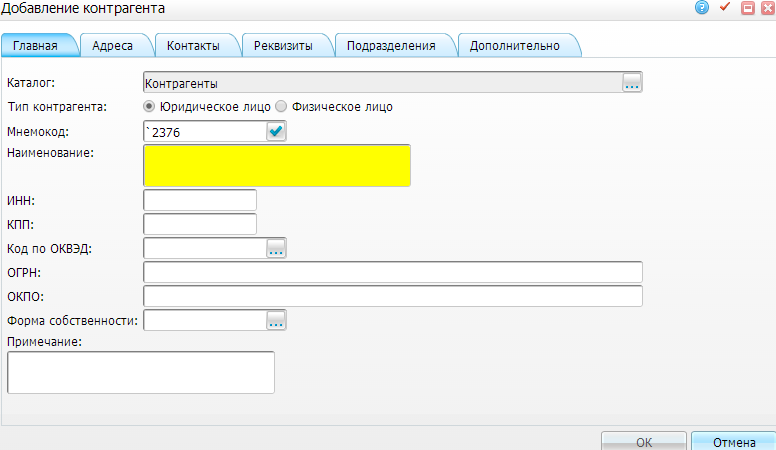 Добавление контрагента
Главная Адреса Контакты Реквизиты Подразделения Дополнительно
Каталог: Контрагенты ...
Тип контрагента: Юридическое лицо Физическое лицо
Мнемокод: `2376
Наименование:
ИНН:
КПП:
Код по ОКВЭД: ...
ОГРН:
ОКПО:
Форма собственности: ...
Примечание:
ОК Отмена